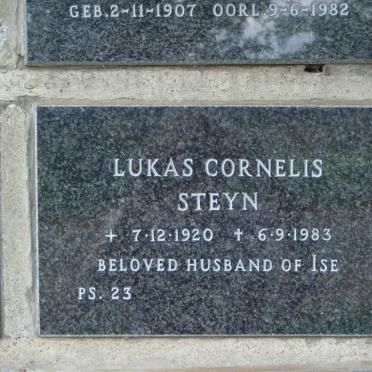 GEB.2-11-1907 OORL.9-6-1982
LUKAS CORNELIS
STEYN
+ 7·12·1920 ✝ 6·9·1983
BELOVED HUSBAND OF ISE
PS. 23